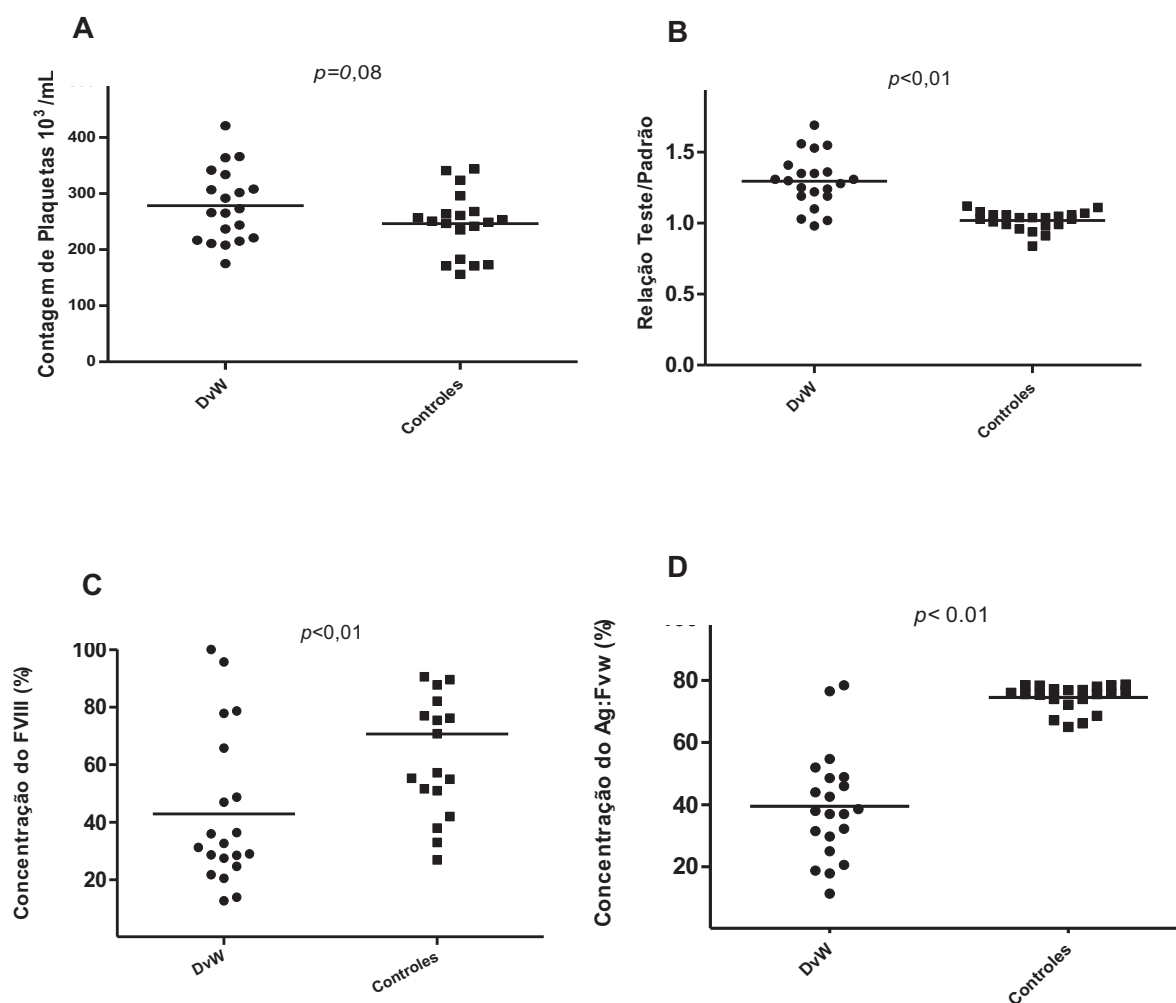 A
p=0,08
Contagem de Plaquetas 10³/mL
400
300
200
100
0
DvW
Controles
B
p<0,01
Relação Teste/Padrão
1.5
1.0
0.5
0.0
DvW
Controles
C
p<0,01
Concentração do FVIII (%)
100
80
60
40
20
DvW
Controles
D
p< 0.01
Concentração do Ag:Fvw (%)
80
60
40
20
DvW
Controles